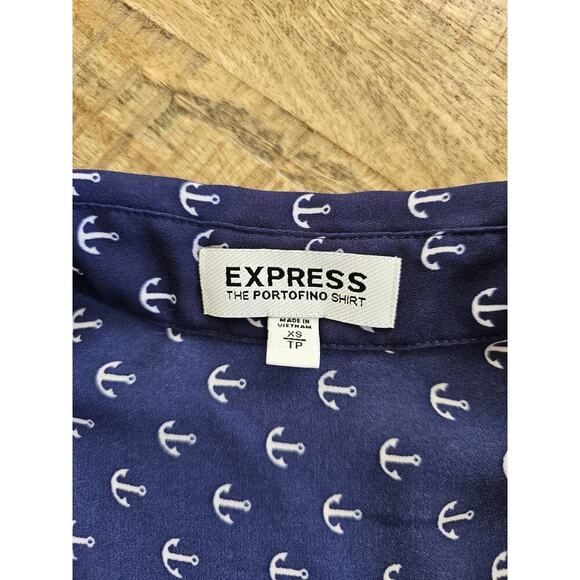 EXPRESS
THE PORTOFINO SHIRT
MADE IN
VIETNAM
XS
TP